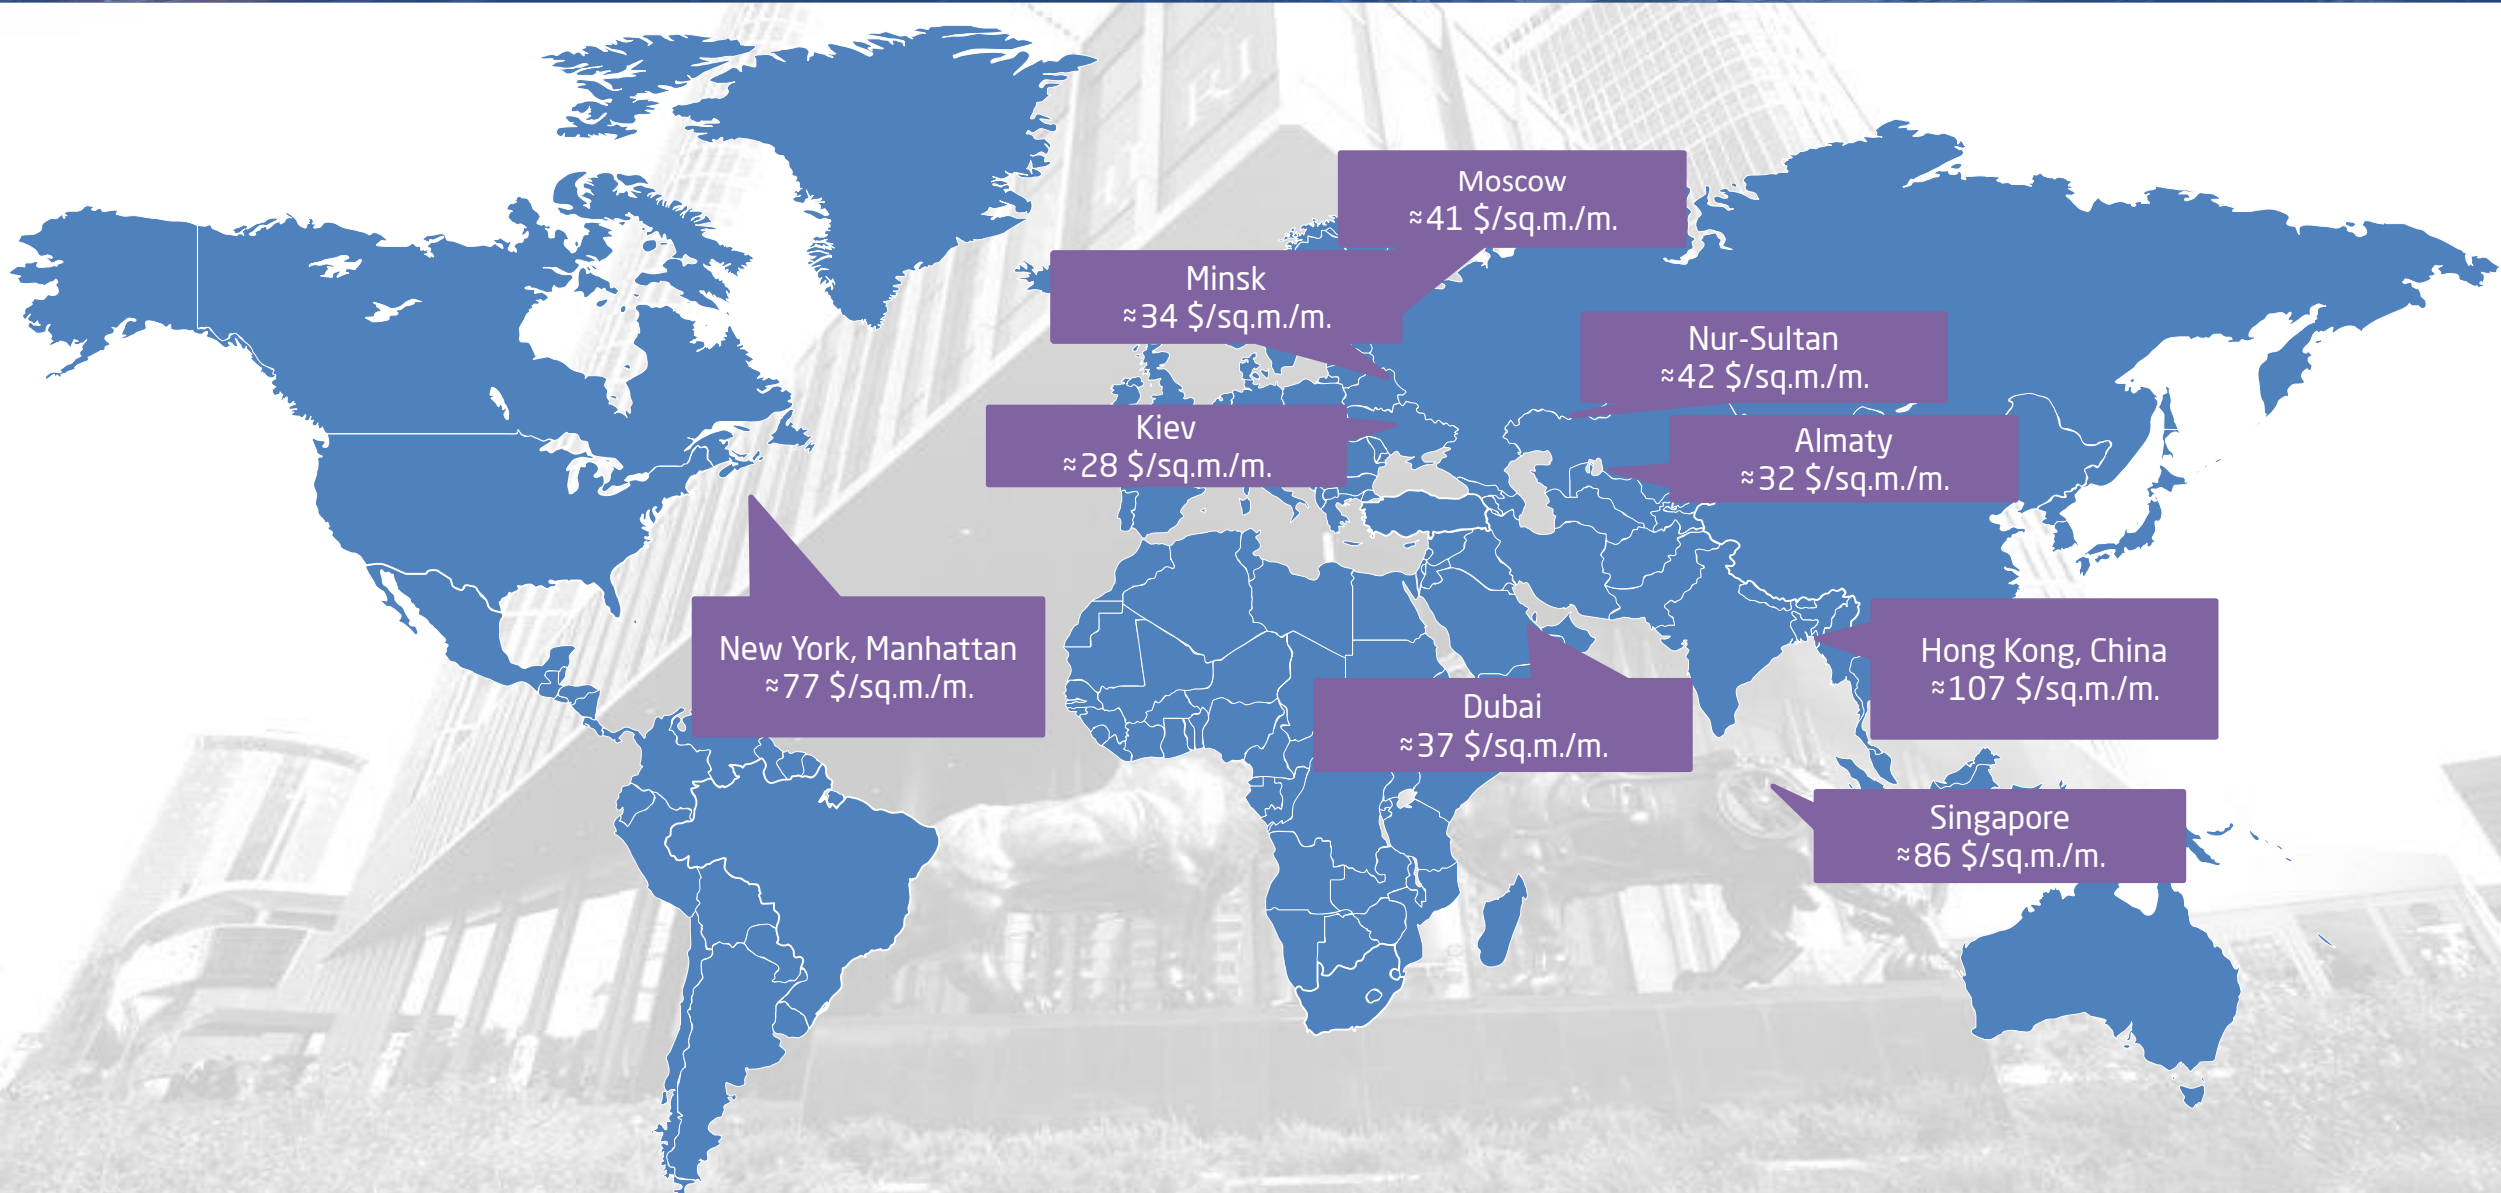 Moscow
≈41 $/sq.m./m.
Minsk
≈34 $/sq.m./m.
Nur-Sultan
≈42 $/sq.m./m.
Kiev
≈28 $/sq.m./m.
Almaty
≈32 $/sq.m./m.
New York, Manhattan
≈77 $/sq.m./m.
Hong Kong, China
≈107 $/sq.m./m.
Dubai
≈37 $/sq.m./m.
Singapore
≈86 $/sq.m./m.